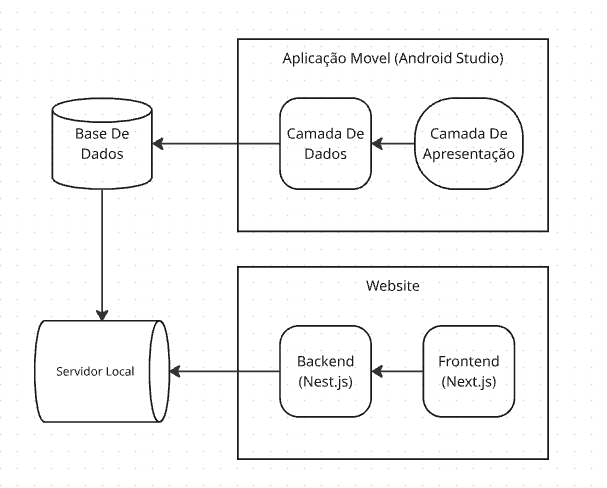 Aplicação Movel (Android Studio)
Base De
Dados
Camada De
Dados
Camada De
Apresentação
Website
Servidor Local
Backend
(Nest.js)
Frontend
(Next.js)